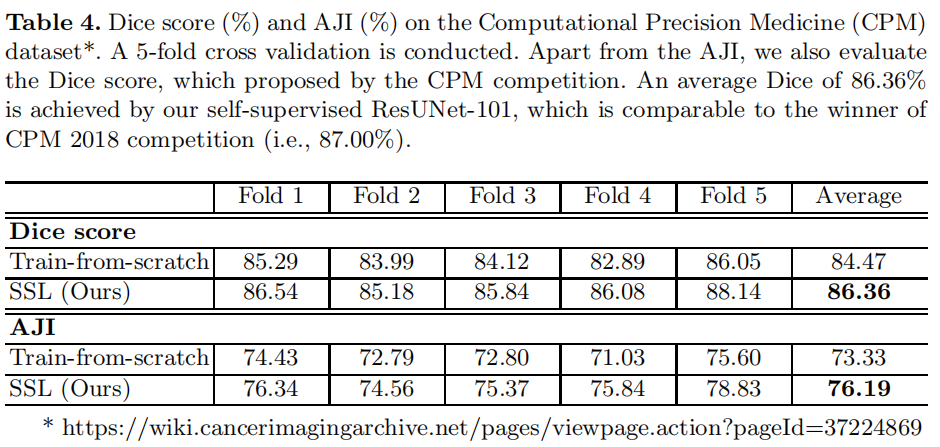 Table 4. Dice score (%) and AJI (%) on the Computational Precision Medicine (CPM)
dataset*. A 5-fold cross validation is conducted. Apart from the AJI, we also evaluate
the Dice score, which proposed by the CPM competition. An average Dice of 86.36%
is achieved by our self-supervised ResUNet-101, which is comparable to the winner of
CPM 2018 competition (i.e., 87.00%).
Fold 1 Fold 2 Fold 3 Fold 4 Fold 5 Average
Dice score
Train-from-scratch 85.29 83.99 84.12 82.89 86.05 84.47
SSL (Ours) 86.54 85.18 85.84 86.08 88.14 86.36
AJI
Train-from-scratch 74.43 72.79 72.80 71.03 75.60 73.33
SSL (Ours) 76.34 74.56 75.37 75.84 78.83 76.19
* https://wiki.cancerimagingarchive.net/pages/viewpage.action?pageId=37224869